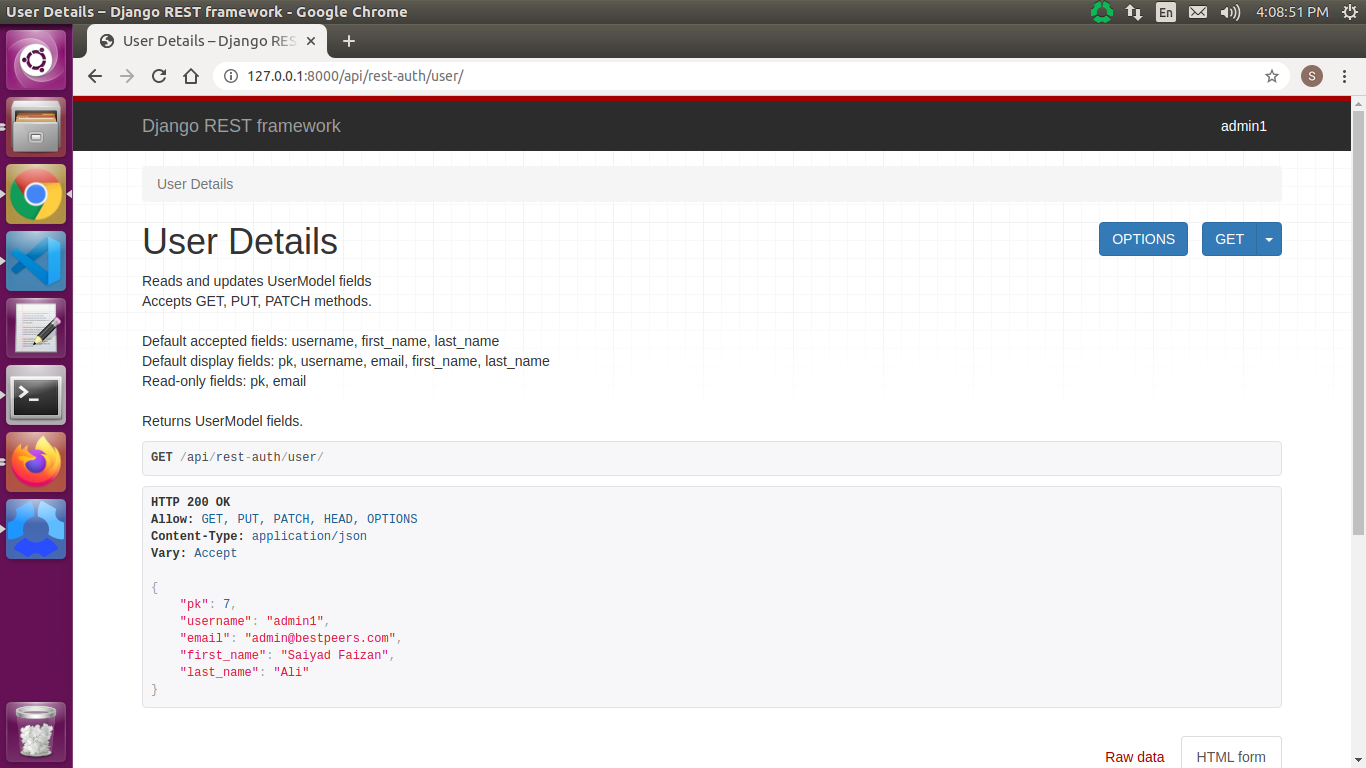 User Details – Django REST framework - Google Chrome
En
4:08:51 PM
User Details – Django RES
127.0.0.1:8000/api/rest-auth/user/
S
Django REST framework
admin1
User Details
User Details
OPTIONS
GET
Reads and updates UserModel fields
Accepts GET, PUT, PATCH methods.
Default accepted fields: username, first_name, last_name
Default display fields: pk, username, email, first_name, last_name
Read-only fields: pk, email
Returns UserModel fields.
GET /api/rest-auth/user/
HTTP 200 OK
Allow: GET, PUT, PATCH, HEAD, OPTIONS
Content-Type: application/json
Vary: Accept
{
"pk": 7,
"username": "admin1",
"email": "admin@bestpeers.com",
"first_name": "Saiyad Faizan",
"last_name": "Ali"
}
Raw data
HTML form